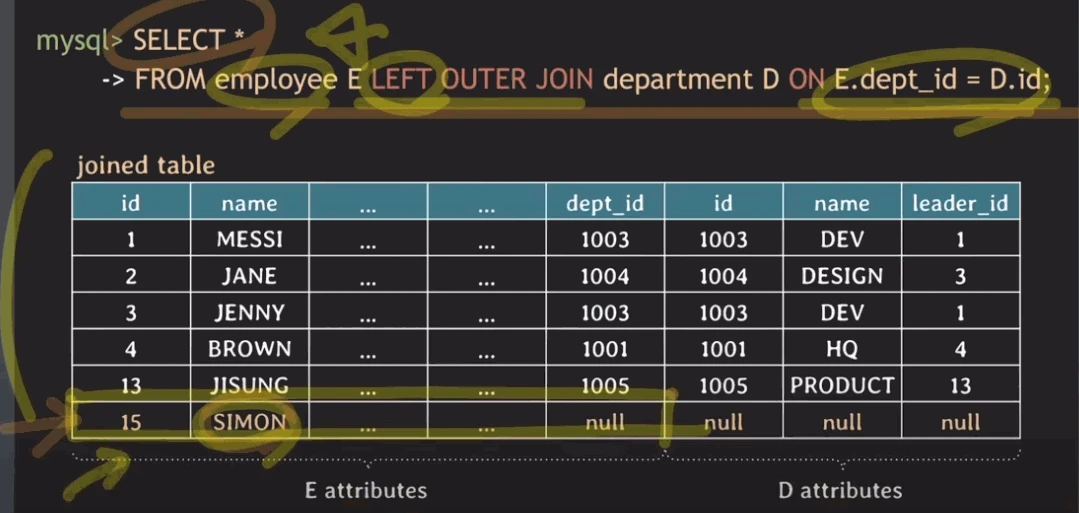 mysql> SELECT *
-> FROM employee E LEFT OUTER JOIN department D ON E.dept_id = D.id;
joined table
id name ... ... dept_id id name leader_id
1 MESSI ... ... 1003 1003 DEV 1
2 JANE ... ... 1004 1004 DESIGN 3
3 JENNY ... ... 1003 1003 DEV 1
4 BROWN ... ... 1001 1001 HQ 4
13 JISUNG ... ... 1005 1005 PRODUCT 13
15 SIMON ... ... null null null null
E attributes D attributes